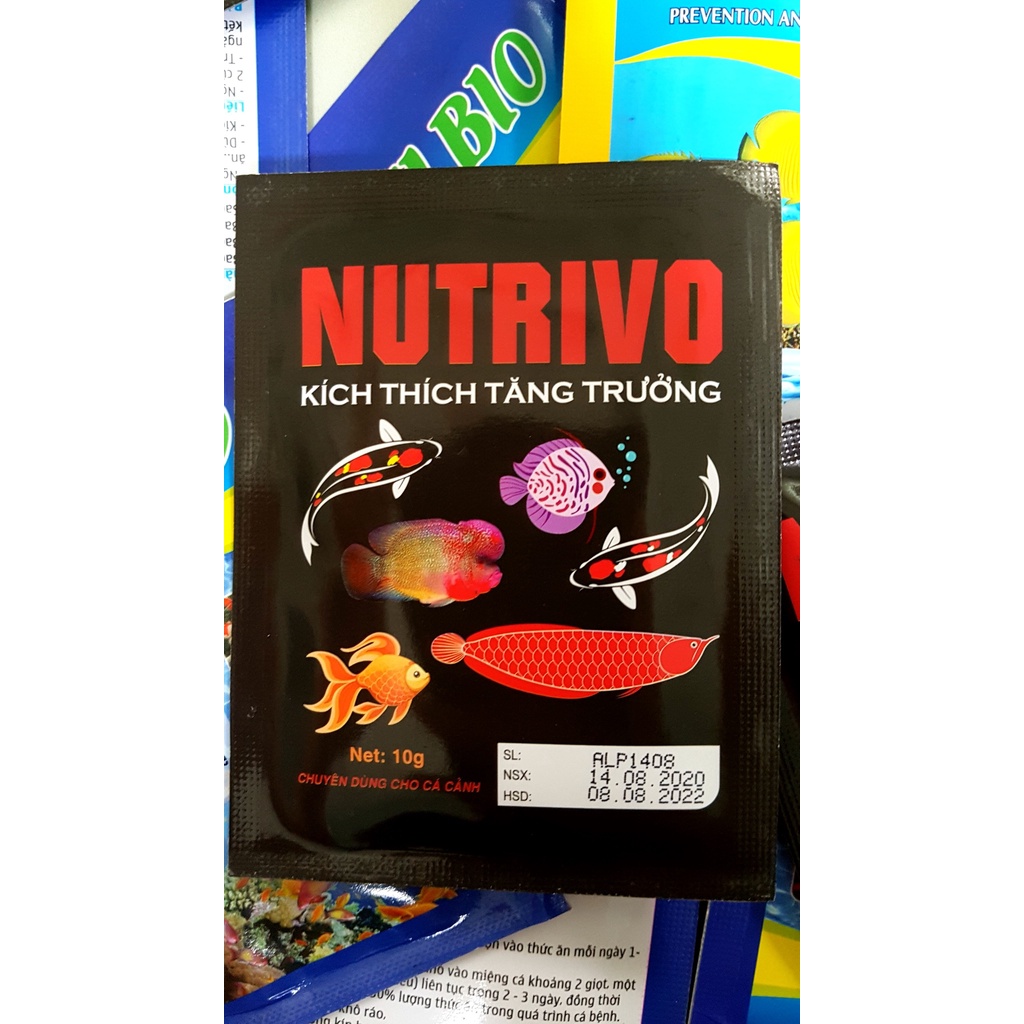 PREVENTION AN
BIO
NUTRIVO
KÍCH THÍCH TĂNG TRƯỞNG
Net: 10g
CHUYÊN DÙNG CHO CÁ CẢNH
SL: ALP1408
NSX: 14.08.2020
HSD: 08.08.2022
vào thức ăn mỗi ngày 1-
vào miệng cá khoảng 2 giọt, một
liên tục trong 2 - 3 ngày, đồng thời
lượng thức trong quá trình cá bệnh.
khô ráo.